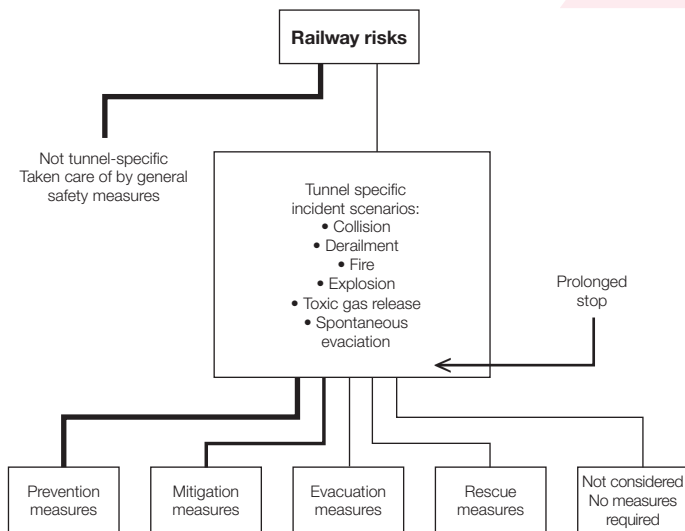 Railway risks
Not tunnel-specific
Taken care of by general
safety measures
Tunnel specific
incident scenarios:
• Collision
• Derailment
• Fire
• Explosion
• Toxic gas release
• Spontaneous
evaciation
Prolonged
stop
Prevention
measures
Mitigation
measures
Evacuation
measures
Rescue
measures
Not considered
No measures
required